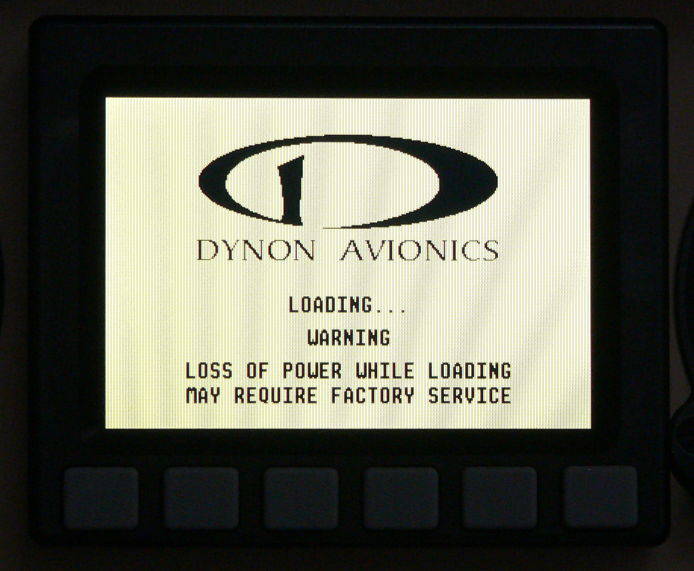 DYNON AVIONICS
LOADING...
WARNING
LOSS OF POWER WHILE LOADING
MAY REQUIRE FACTORY SERVICE